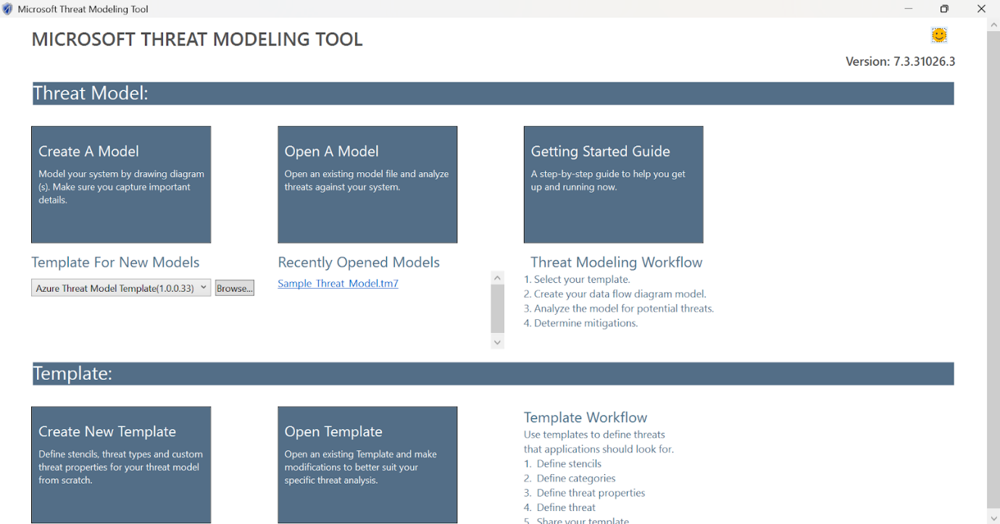 Microsoft Threat Modeling Tool
MICROSOFT THREAT MODELING TOOL
Version: 7.3.31026.3
Threat Model:
Create A Model
Model your system by drawing diagram
(s). Make sure you capture important
details.
Open A Model
Open an existing model file and analyze
threats against your system.
Getting Started Guide
A step-by-step guide to help you get
up and running now.
Template For New Models
Azure Threat Model Template(1.0.0.33)
Browse...
Recently Opened Models
Sample_Threat_Model.tm7
Threat Modeling Workflow
1. Select your template.
2. Create your data flow diagram model.
3. Analyze the model for potential threats.
4. Determine mitigations.
Template:
Create New Template
Define stencils, threat types and custom
threat properties for your threat model
from scratch.
Open Template
Open an existing Template and make
modifications to better suit your
specific threat analysis.
Template Workflow
Use templates to define threats
that applications should look for.
1. Define stencils
2. Define categories
3. Define threat properties
4. Define threat
5. Share your template